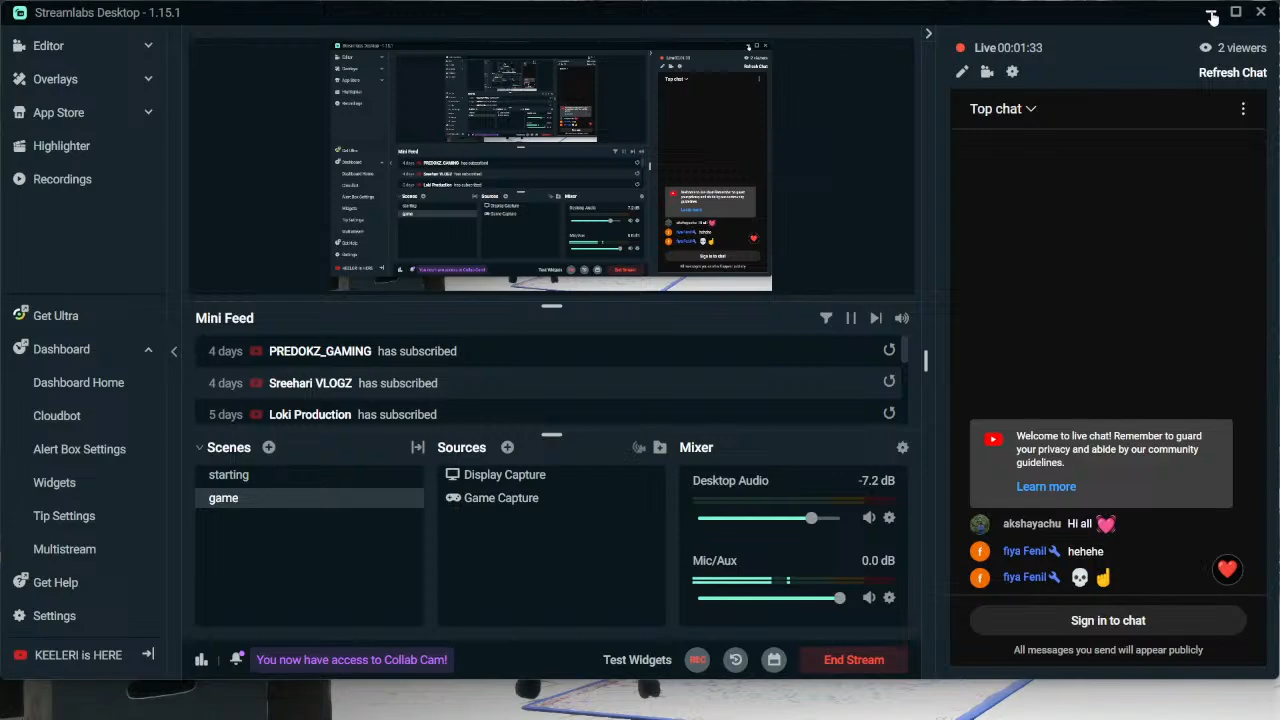 Streamlabs Desktop - 1.15.1
Editor
Overlays
App Store
Highlighter
Recordings
Get Ultra
Dashboard
Dashboard Home
Cloudbot
Alert Box Settings
Widgets
Tip Settings
Multistream
Get Help
Settings
KEELERI is HERE
Mini Feed
4 days PREDOKZ_GAMING has subscribed
4 days Sreehari VLOGZ has subscribed
5 days Loki Production has subscribed
Scenes
starting
game
Sources
Display Capture
Game Capture
Mixer
Desktop Audio -7.2 dB
Mic/Aux 0.0 dB
You now have access to Collab Cam!
Test Widgets
REC
End Stream
Live 00:01:33
2 viewers
Refresh Chat
Top chat
Welcome to live chat! Remember to guard
your privacy and abide by our community
guidelines.
Learn more
akshayachu Hi all 💓
fiya Fenil hehehe
fiya Fenil 💀☝
Sign in to chat
All messages you send will appear publicly